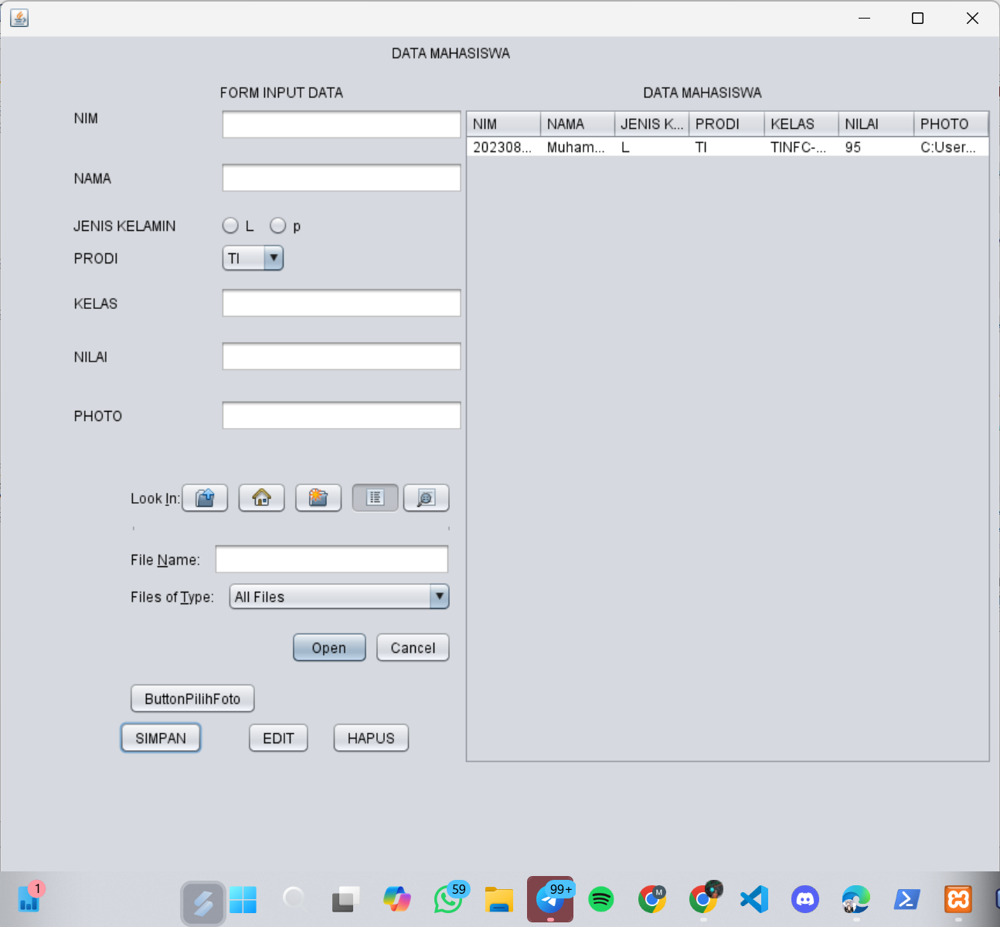 DATA MAHASISWA
FORM INPUT DATA
DATA MAHASISWA
NIM
NAMA
JENIS KELAMIN
L
p
PRODI
TI
KELAS
NILAI
PHOTO
NIM NAMA JENIS K... PRODI KELAS NILAI PHOTO
202308... Muham... L TI TINFC-... 95 C:User...
Look In:
File Name:
Files of Type:
All Files
Open
Cancel
ButtonPilihFoto
SIMPAN
EDIT
HAPUS
1
59
99+
M